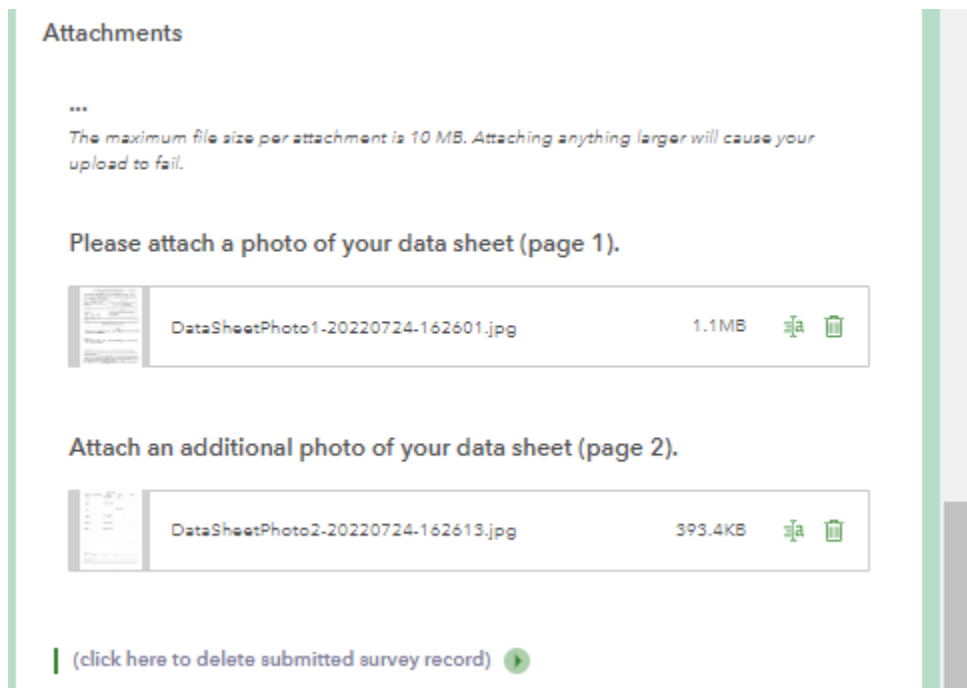 Attachments
...
The maximum file size per attachment is 10 MB. Attaching anything larger will cause your
upload to fail.
Please attach a photo of your data sheet (page 1).
DataSheetPhoto1-20220724-162601.jpg 1.1MB
Attach an additional photo of your data sheet (page 2).
DataSheetPhoto2-20220724-162613.jpg 393.4KB
(click here to delete submitted survey record)